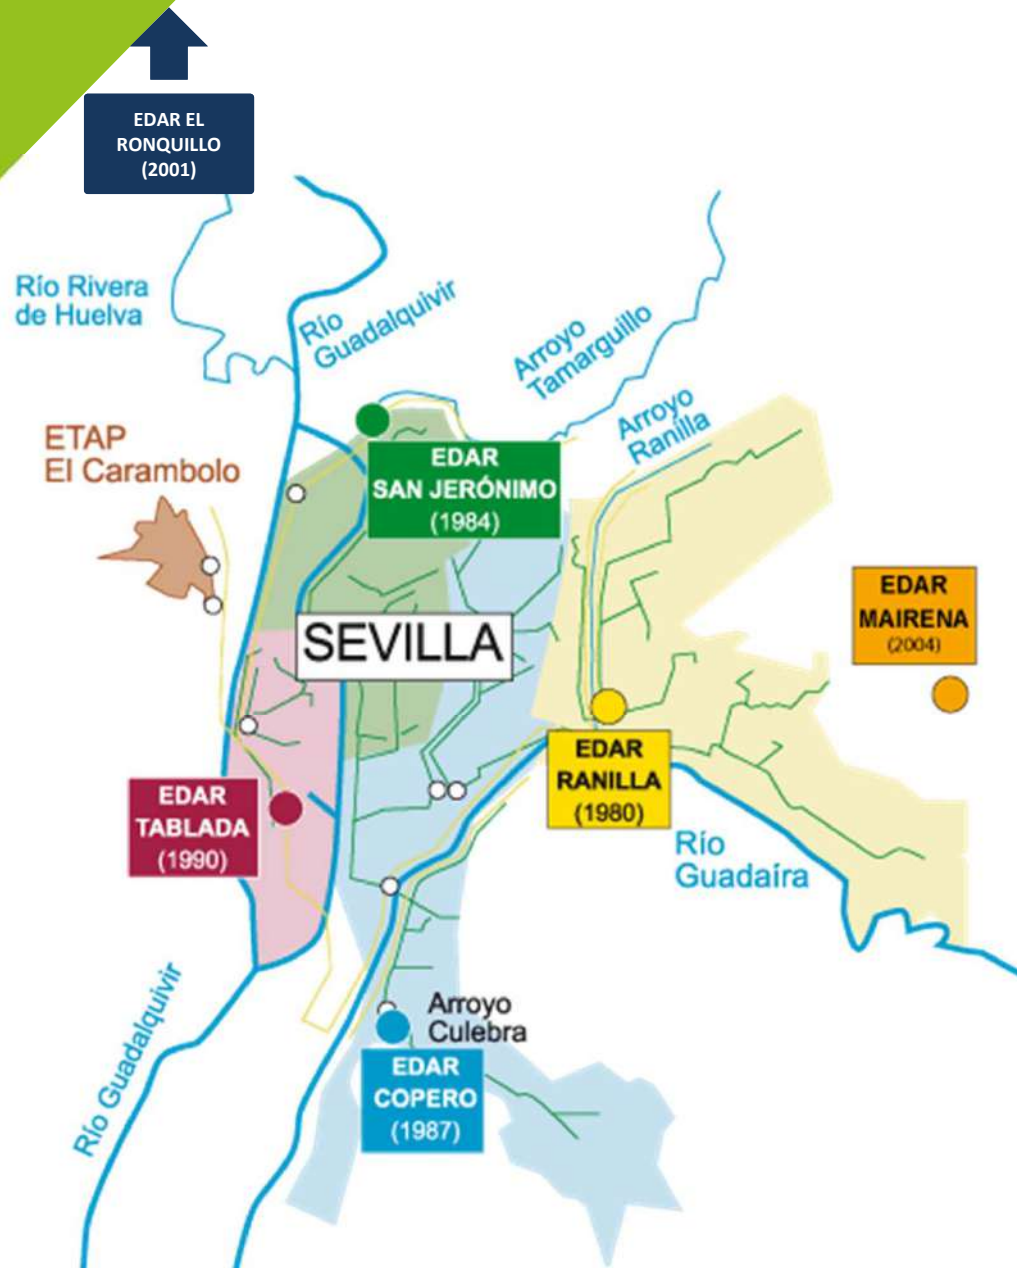 EDAR EL
RONQUILLO
(2001)
Río Rivera
de Huelva
Río
Guadalquivir
Arroyo
Tamarguillo
Arroyo
Ranilla
ETAP
El Carambolo
EDAR
SAN JERÓNIMO
(1984)
EDAR
MAIRENA
(2004)
SEVILLA
EDAR
RANILLA
(1980)
EDAR
TABLADA
(1990)
Río
Guadaíra
Río Guadalquivir
Arroyo
Culebra
EDAR
COPERO
(1987)